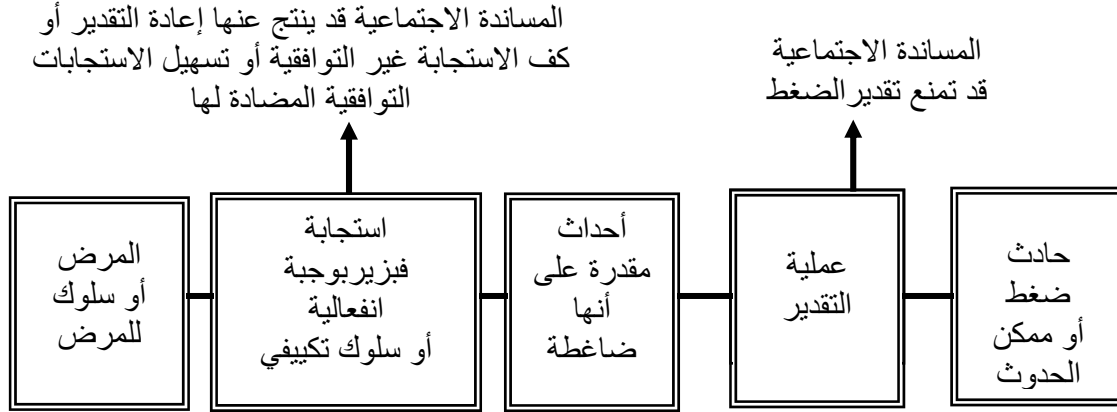 المساندة الاجتماعية قد ينتج عنها إعادة التقدير أو
كف الاستجابة غير التوافقية أو تسهيل الاستجابات
التوافقية المضادة لها
المساندة الاجتماعية
قد تمنع تقدير الضغط
حادث
ضغط
أو ممكن
الحدوث
عملية
التقدير
أحداث
مقدرة على
أنها
ضاغطة
استجابة
فبزيربوجبة
انفعالية
أو سلوك تكييفي
المرض
أو سلوك
للمرض